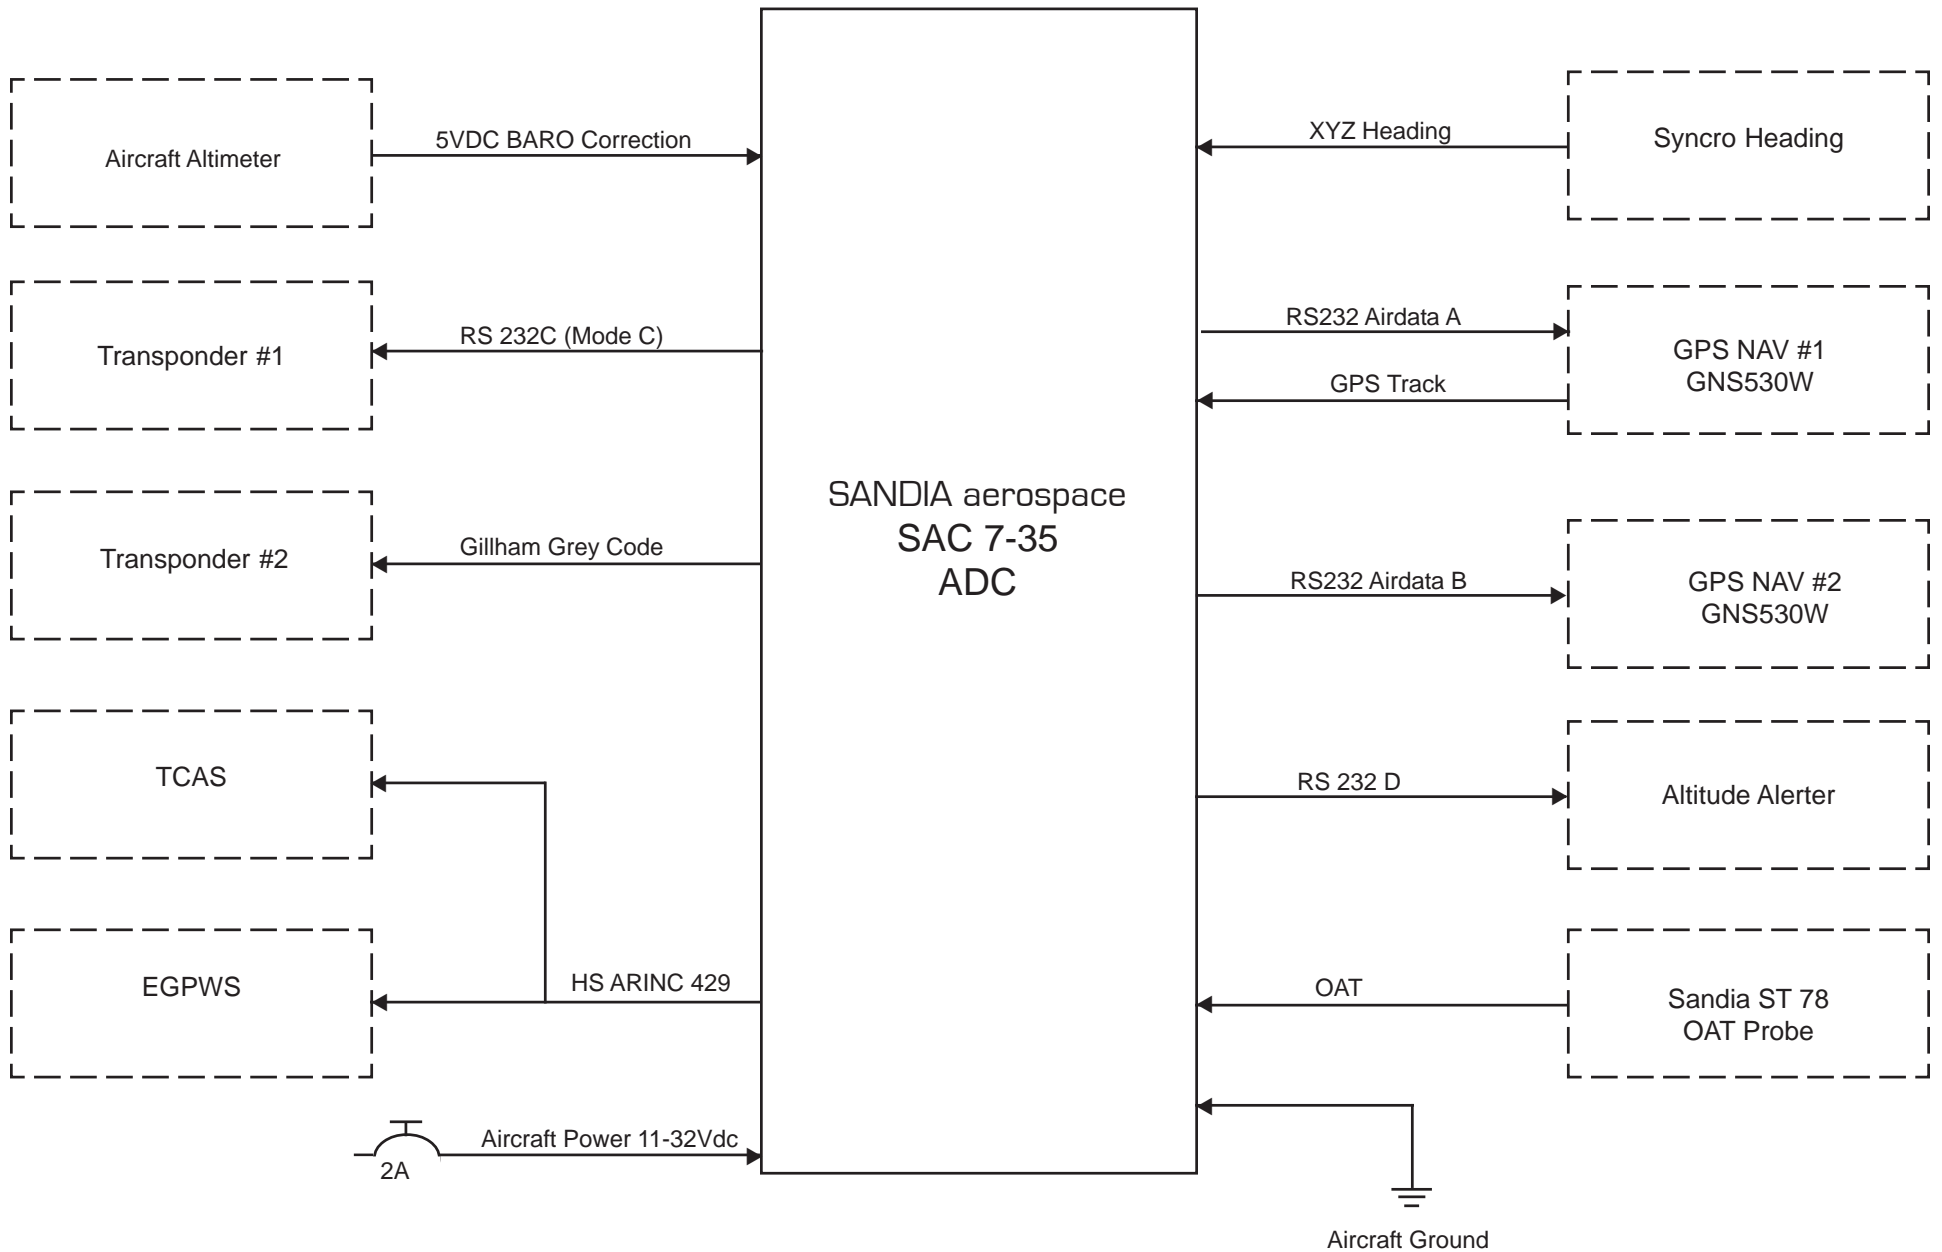 Aircraft Altimeter
5VDC BARO Correction
Transponder #1
RS 232C (Mode C)
Transponder #2
Gillham Grey Code
TCAS
EGPWS
HS ARINC 429
2A
Aircraft Power 11-32Vdc
SANDIA aerospace
SAC 7-35
ADC
XYZ Heading
Syncro Heading
RS232 Airdata A
GPS Track
GPS NAV #1
GNS530W
RS232 Airdata B
GPS NAV #2
GNS530W
RS 232 D
Altitude Alerter
OAT
Sandia ST 78
OAT Probe
Aircraft Ground